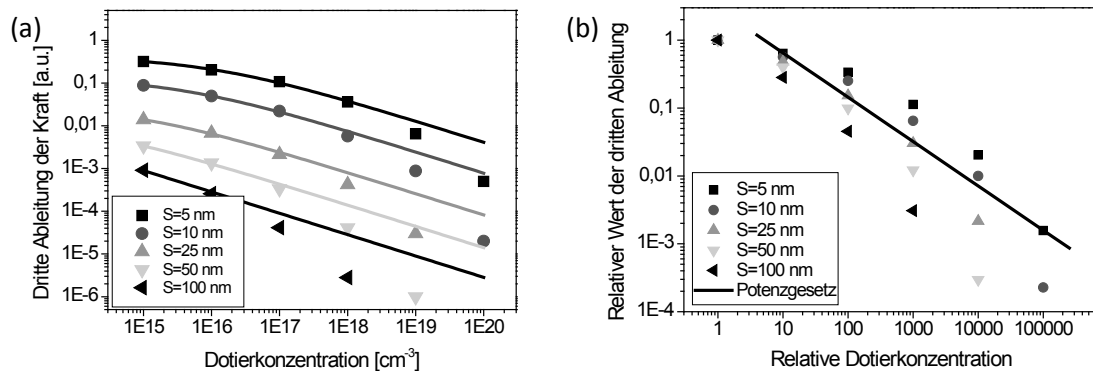 (a)
Dritte Ableitung der Kraft [a.u.]
1
0,1
0,01
1E-3
1E-4
1E-5
1E-6
S=5 nm
S=10 nm
S=25 nm
S=50 nm
S=100 nm
1E15 1E16 1E17 1E18 1E19 1E20
Dotierkonzentration [cm⁻³]
(b)
Relativer Wert der dritten Ableitung
1
0,1
0,01
1E-3
1E-4
S=5 nm
S=10 nm
S=25 nm
S=50 nm
S=100 nm
Potenzgesetz
1 10 100 1000 10000 100000
Relative Dotierkonzentration